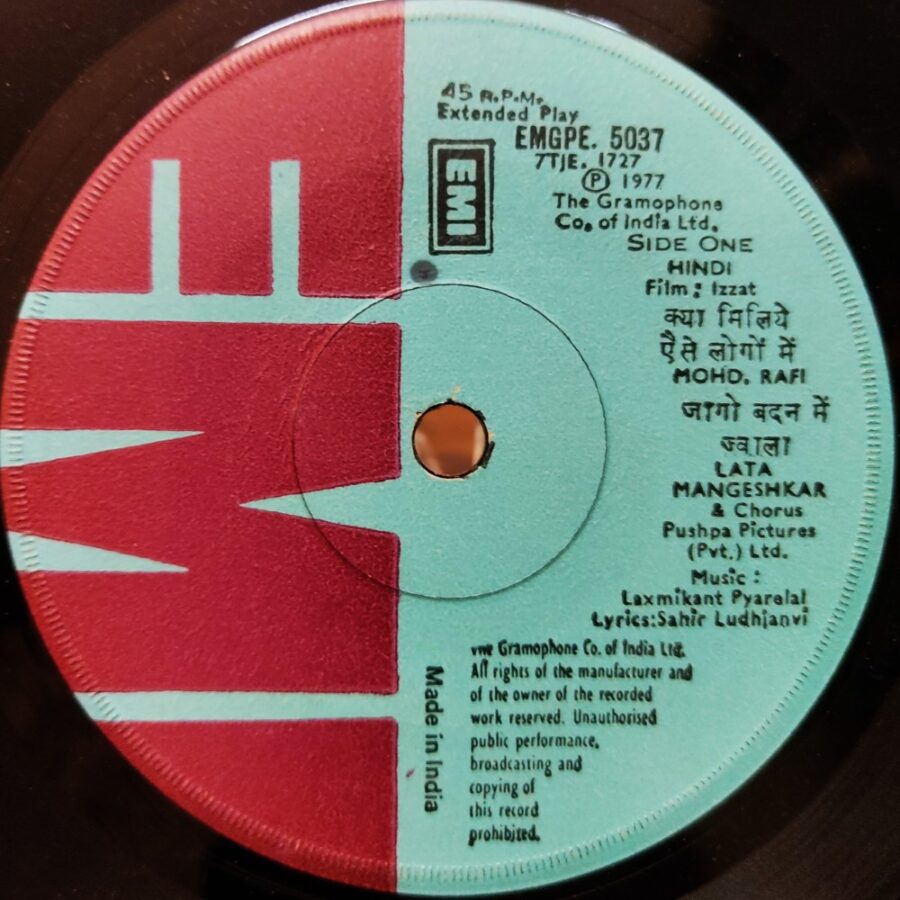 EMI
45 R.P.M.
Extended Play
EMGPE. 5037
7TJE. 1727
EMI
Ⓟ 1977
The Gramophone
Co. of India Ltd.
SIDE ONE
HINDI
Film : Izzat
क्या मिलिये
एैसे लोगों में
MOHD. RAFI
जागो बदन में
ज्वाला
LATA
MANGESHKAR
& Chorus
Pushpa Pictures
(Pvt.) Ltd.
Music :
Laxmikant Pyarelal
Lyrics:Sahir Ludhianvi
Gramophone Co. of India Ltd.
All rights of the manufacturer and
of the owner of the recorded
work reserved. Unauthorised
public performance,
broadcasting and
copying of
this record
prohibited.
Made in India